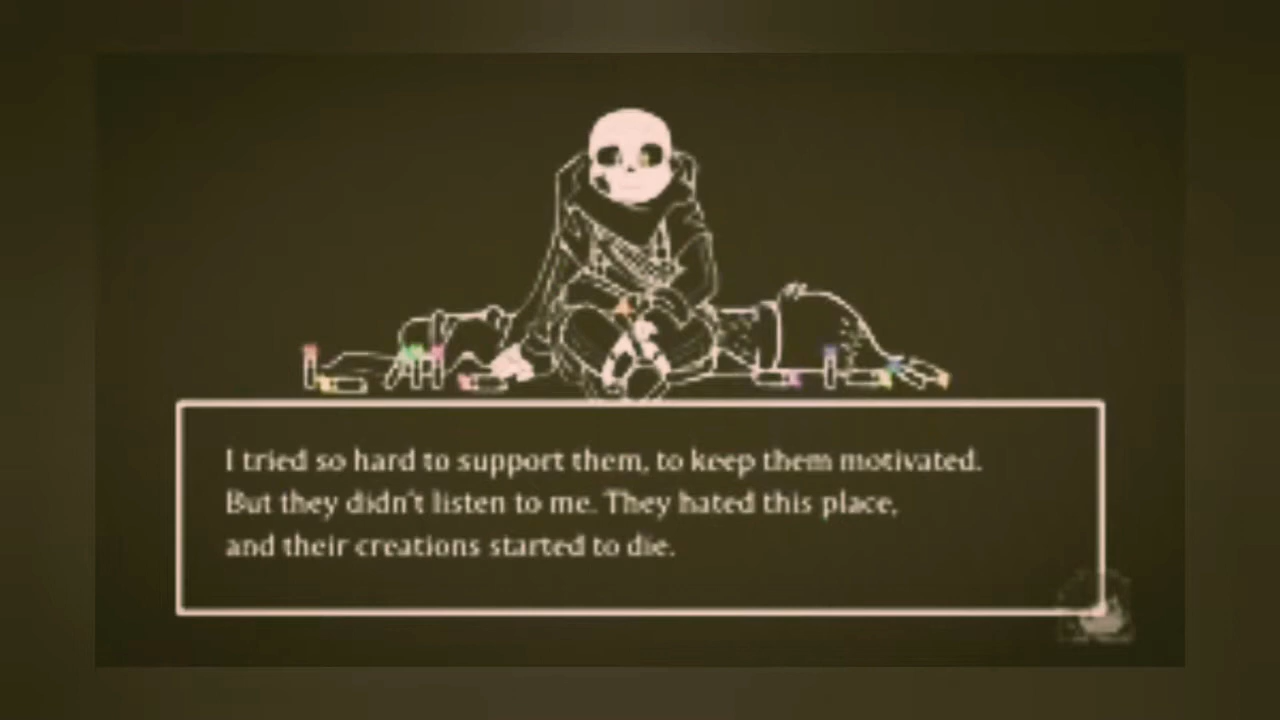 I tried so hard to support them, to keep them motivated.
But they didn't listen to me. They hated this place,
and their creations started to die.